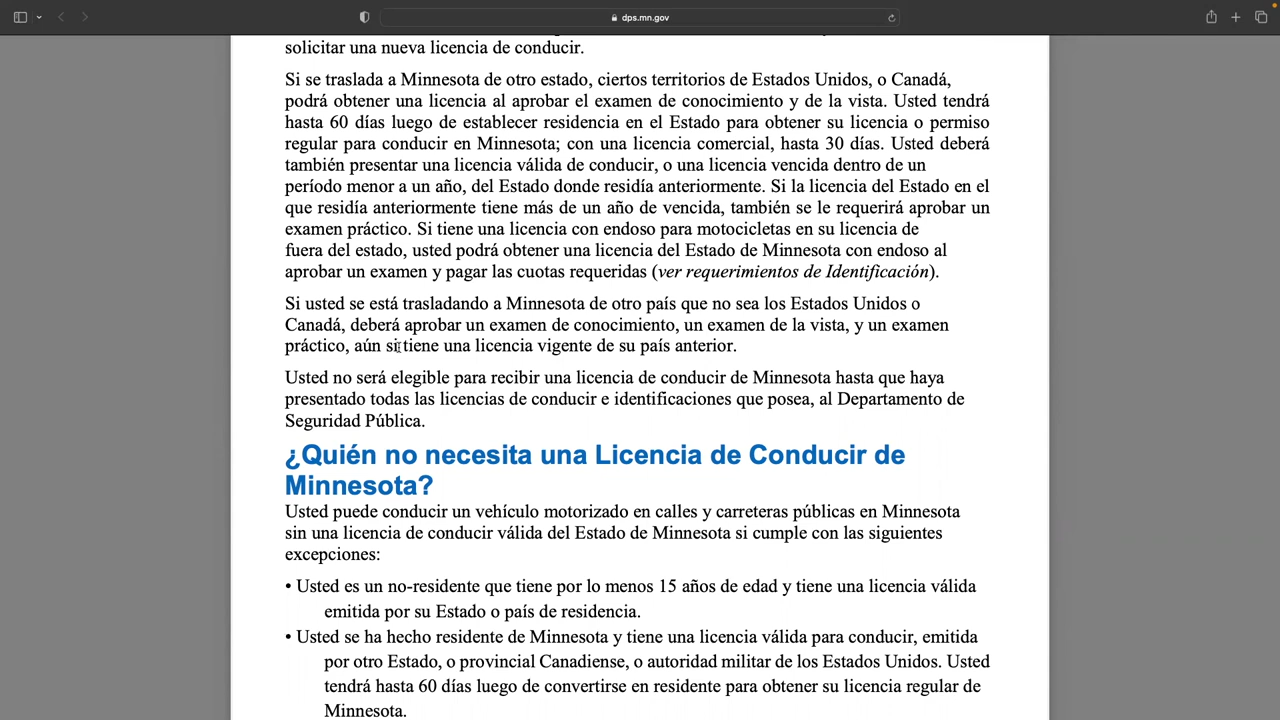 dps.mn.gov
solicitar una nueva licencia de conducir.
Si se traslada a Minnesota de otro estado, ciertos territorios de Estados Unidos, o Canadá,
podrá obtener una licencia al aprobar el examen de conocimiento y de la vista. Usted tendrá
hasta 60 días luego de establecer residencia en el Estado para obtener su licencia o permiso
regular para conducir en Minnesota; con una licencia comercial, hasta 30 días. Usted deberá
también presentar una licencia válida de conducir, o una licencia vencida dentro de un
período menor a un año, del Estado donde residía anteriormente. Si la licencia del Estado en el
que residía anteriormente tiene más de un año de vencida, también se le requerirá aprobar un
examen práctico. Si tiene una licencia con endoso para motocicletas en su licencia de
fuera del estado, usted podrá obtener una licencia del Estado de Minnesota con endoso al
aprobar un examen y pagar las cuotas requeridas (ver requerimientos de Identificación).
Si usted se está trasladando a Minnesota de otro país que no sea los Estados Unidos o
Canadá, deberá aprobar un examen de conocimiento, un examen de la vista, y un examen
práctico, aún si tiene una licencia vigente de su país anterior.
Usted no será elegible para recibir una licencia de conducir de Minnesota hasta que haya
presentado todas las licencias de conducir e identificaciones que posea, al Departamento de
Seguridad Pública.
¿Quién no necesita una Licencia de Conducir de
Minnesota?
Usted puede conducir un vehículo motorizado en calles y carreteras públicas en Minnesota
sin una licencia de conducir válida del Estado de Minnesota si cumple con las siguientes
excepciones:
• Usted es un no-residente que tiene por lo menos 15 años de edad y tiene una licencia válida
emitida por su Estado o país de residencia.
• Usted se ha hecho residente de Minnesota y tiene una licencia válida para conducir, emitida
por otro Estado, o provincial Canadiense, o autoridad militar de los Estados Unidos. Usted
tendrá hasta 60 días luego de convertirse en residente para obtener su licencia regular de
Minnesota.